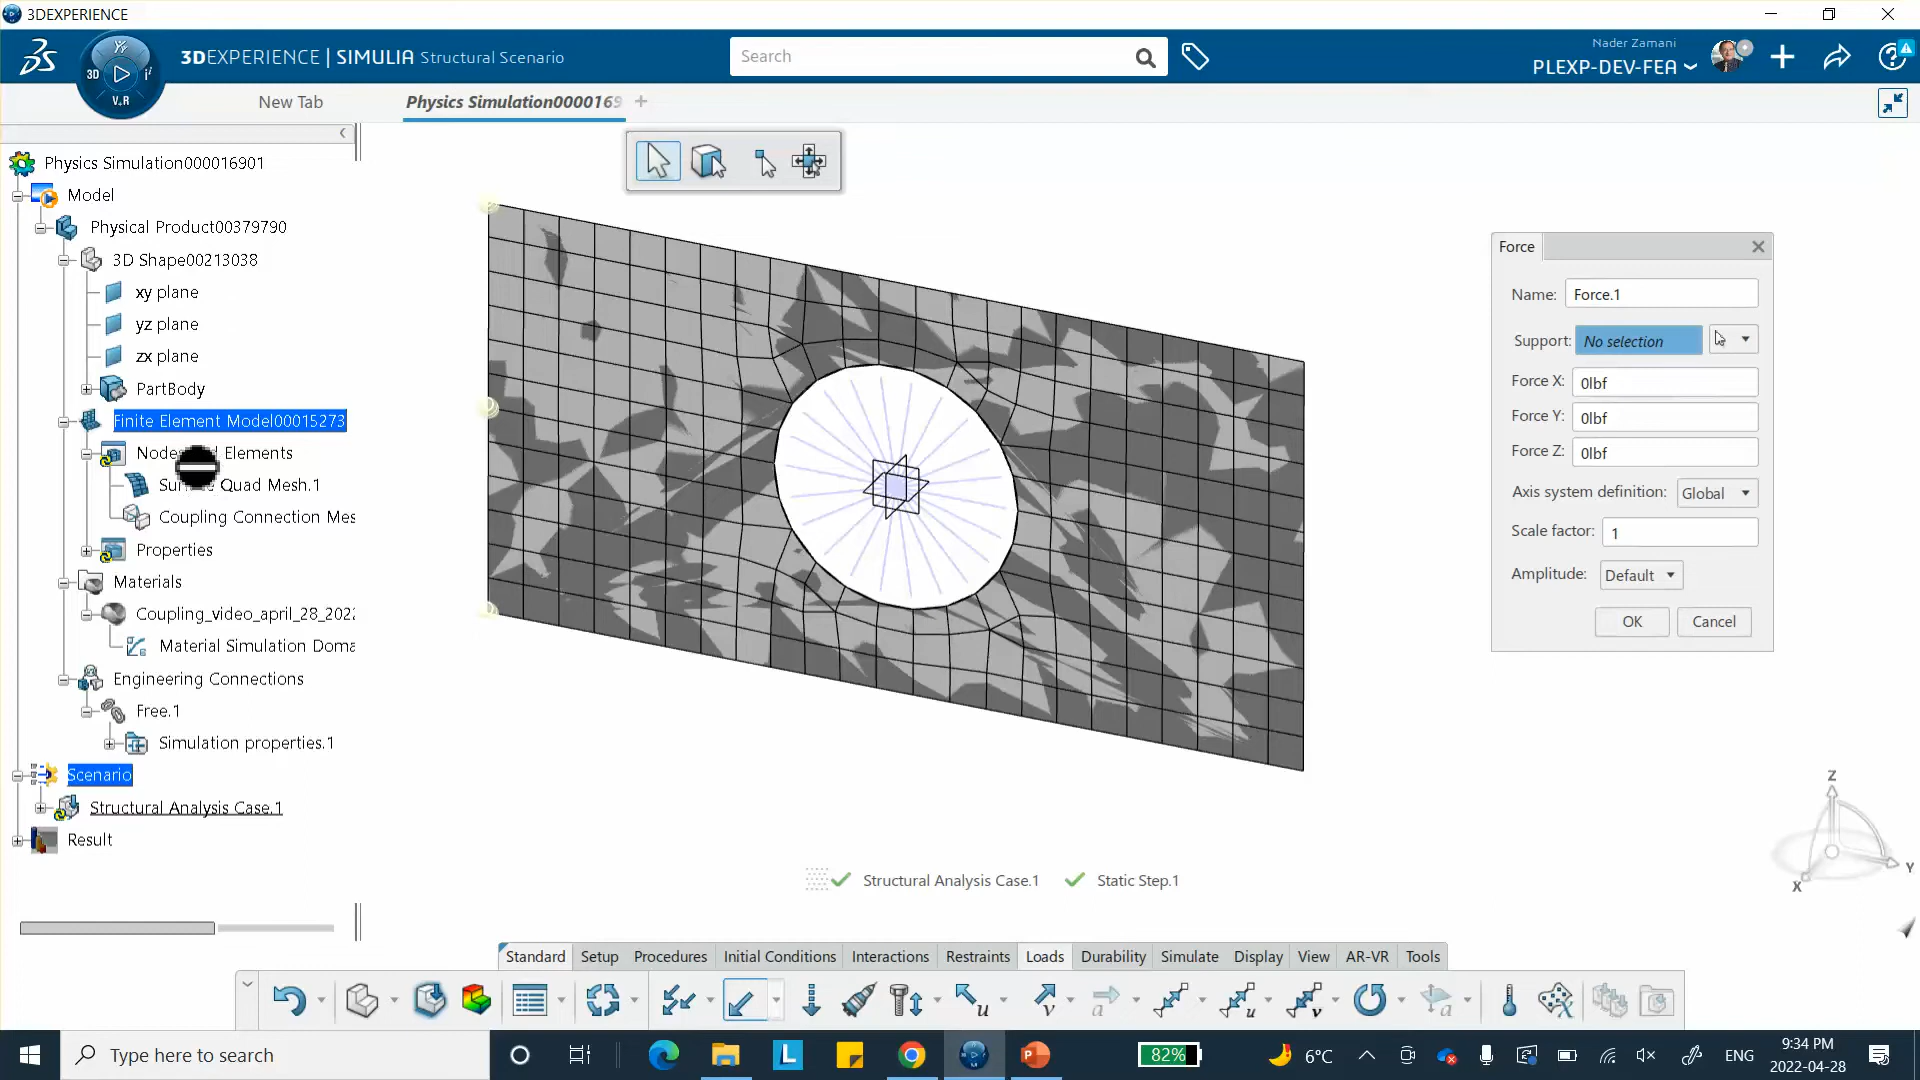 3DEXPERIENCE
3DEXPERIENCE | SIMULIA Structural Scenario
Search
Nader Zamani
PLEXP-DEV-FEA
3D
V.R
New Tab
Physics Simulation0000169
Physics Simulation000016901
Model
Physical Product00379790
3D Shape00213038
xy plane
yz plane
zx plane
PartBody
Finite Element Model00015273
Elements
Quad Mesh.1
Coupling Connection Mes
Properties
Materials
Coupling_video_april_28_2022
Material Simulation Doma
Engineering Connections
Free.1
Simulation properties.1
Scenario
Structural Analysis Case.1
Result
Force
Name: Force.1
Support: No selection
Force X: 0lbf
Force Y: 0lbf
Force Z: 0lbf
Axis system definition: Global
Scale factor: 1
Amplitude: Default
OK Cancel
Z
Y
X
Structural Analysis Case.1 Static Step.1
Standard Setup Procedures Initial Conditions Interactions Restraints Loads Durability Simulate Display View AR-VR Tools
Type here to search
82%
6°C
ENG
9:34 PM
2022-04-28